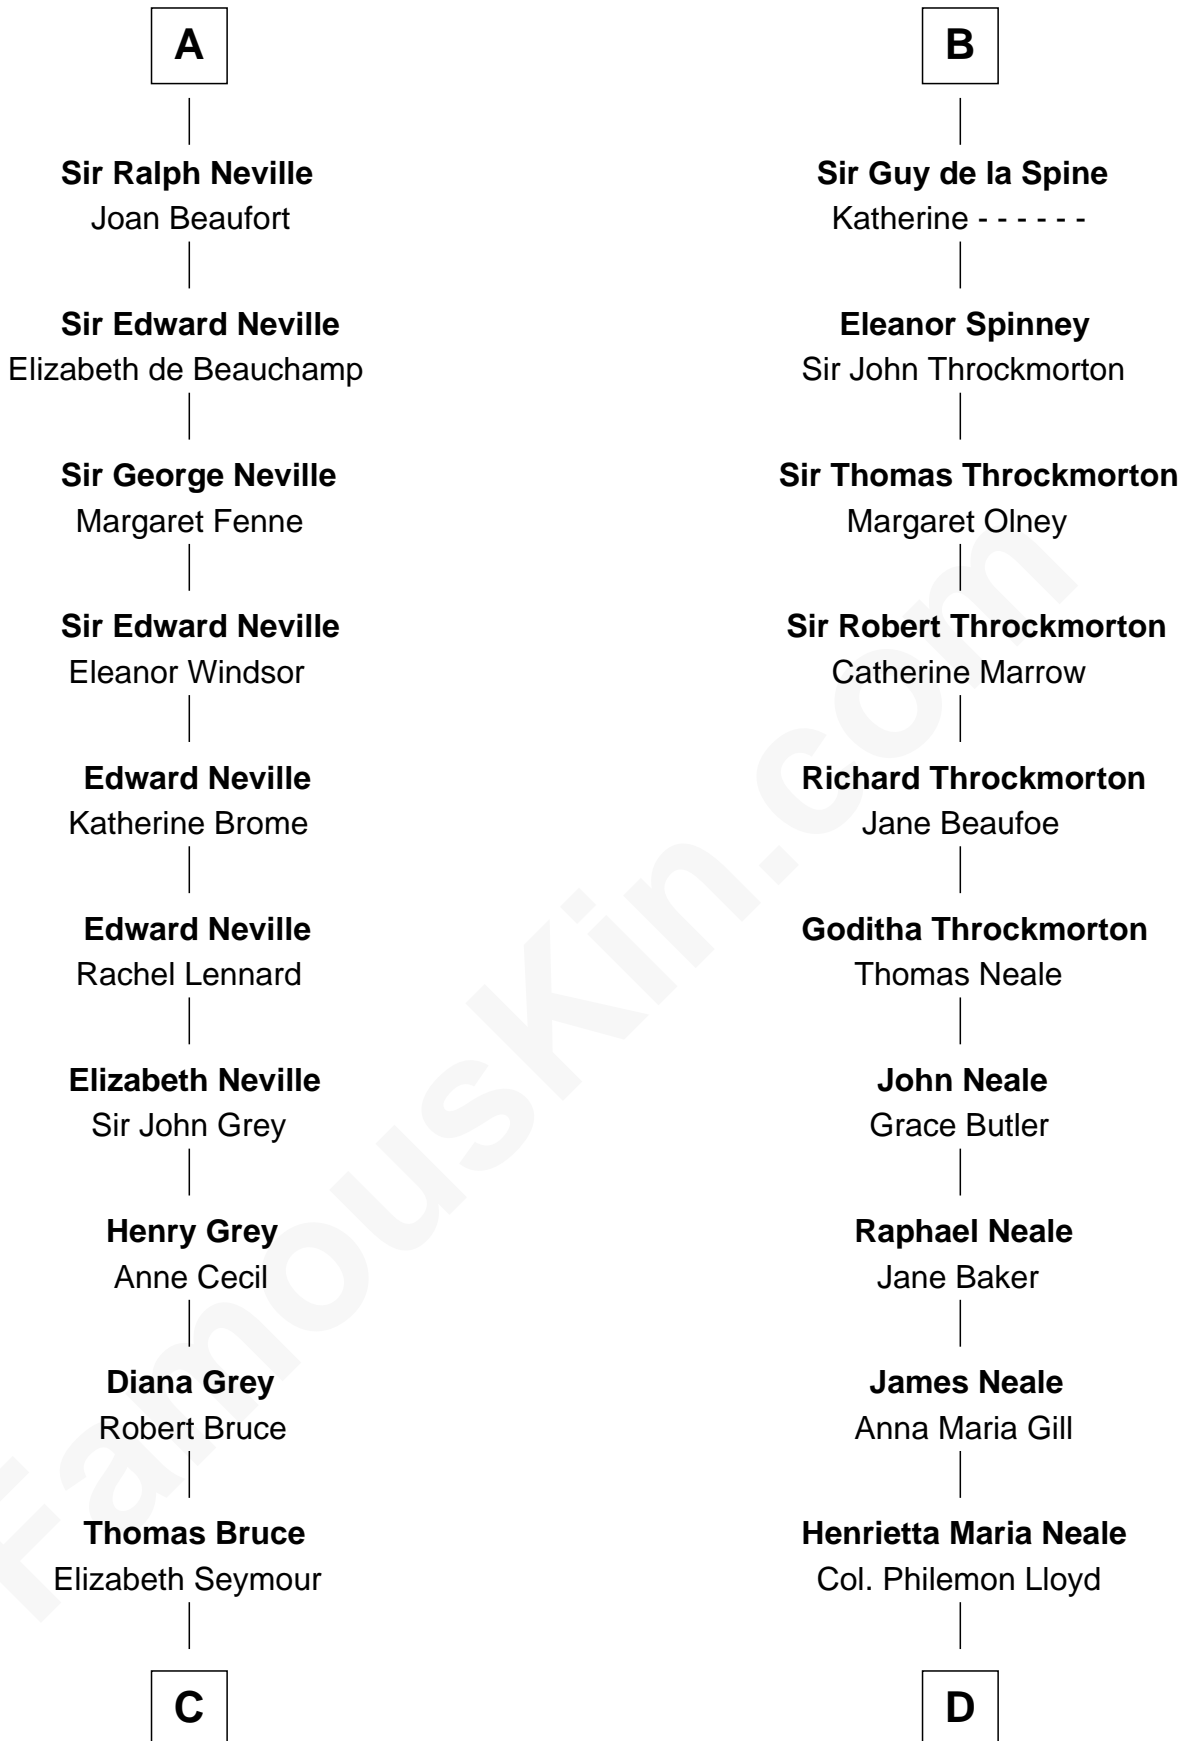 A
Sir Ralph Neville
Joan Beaufort
Sir Edward Neville
Elizabeth de Beauchamp
Sir George Neville
Margaret Fenne
Sir Edward Neville
Eleanor Windsor
Edward Neville
Katherine Brome
Edward Neville
Rachel Lennard
Elizabeth Neville
Sir John Grey
Henry Grey
Anne Cecil
Diana Grey
Robert Bruce
Thomas Bruce
Elizabeth Seymour
C
B
Sir Guy de la Spine
Katherine - - - - - -
Eleanor Spinney
Sir John Throckmorton
Sir Thomas Throckmorton
Margaret Olney
Sir Robert Throckmorton
Catherine Marrow
Richard Throckmorton
Jane Beaufoe
Goditha Throckmorton
Thomas Neale
John Neale
Grace Butler
Raphael Neale
Jane Baker
James Neale
Anna Maria Gill
Henrietta Maria Neale
Col. Philemon Lloyd
D
FamousKin.com